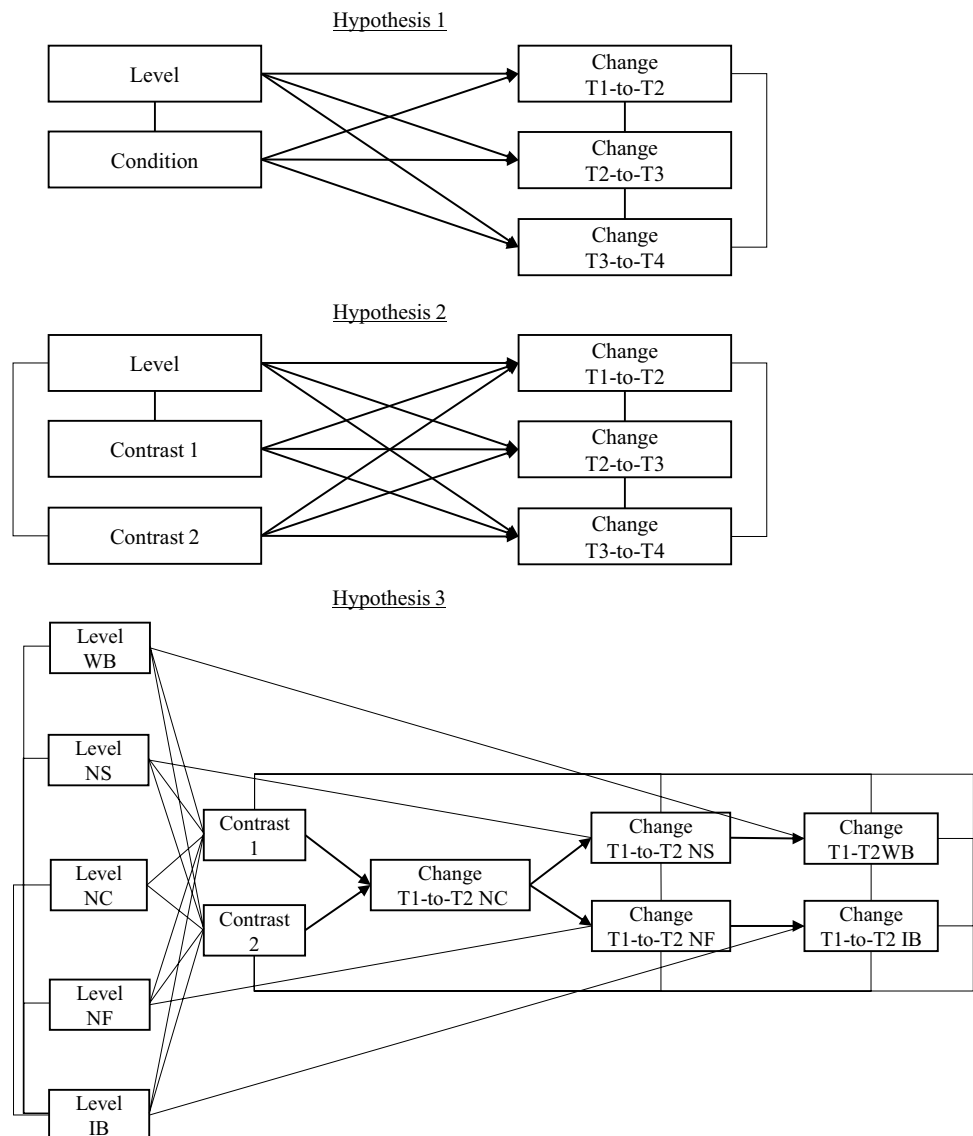 Hypothesis 1
Level
Condition
Change
T1-to-T2
Change
T2-to-T3
Change
T3-to-T4
Hypothesis 2
Level
Contrast 1
Contrast 2
Change
T1-to-T2
Change
T2-to-T3
Change
T3-to-T4
Hypothesis 3
Level
WB
Level
NS
Level
NC
Level
NF
Level
IB
Contrast
1
Contrast
2
Change
T1-to-T2 NC
Change
T1-to-T2 NS
Change
T1-to-T2 NF
Change
T1-T2WB
Change
T1-to-T2 IB